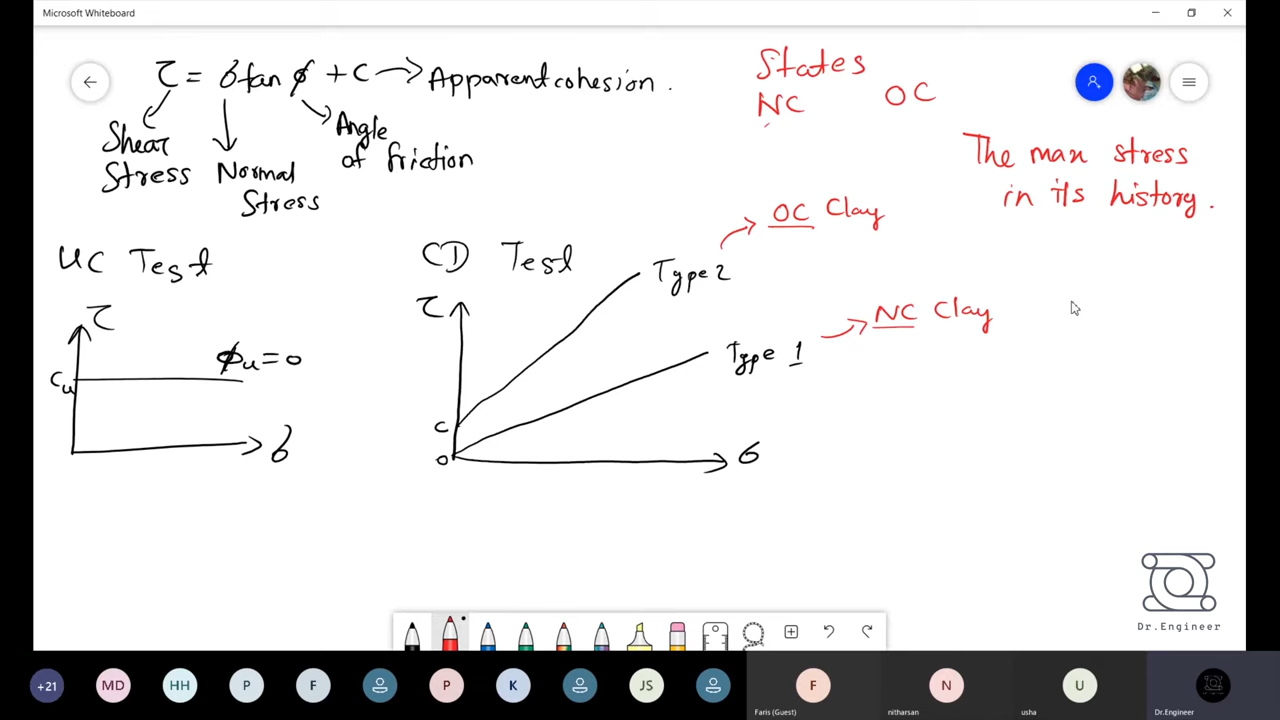 Microsoft Whiteboard
τ = σ tan ϕ + c → Apparent cohesion.
Shear Stress
Normal Stress
Angle of friction
States
NC OC
The max stress
in its history.
UC Test
τ
Cu
ϕu = 0
σ
CD Test
τ
C
0
σ
Type 2
OC Clay
Type 1
NC Clay
Dr.Engineer
+21
MD
HH
P
F
P
K
JS
F
N
U
Faris (Guest)
nitharsan
usha
Dr.Engineer